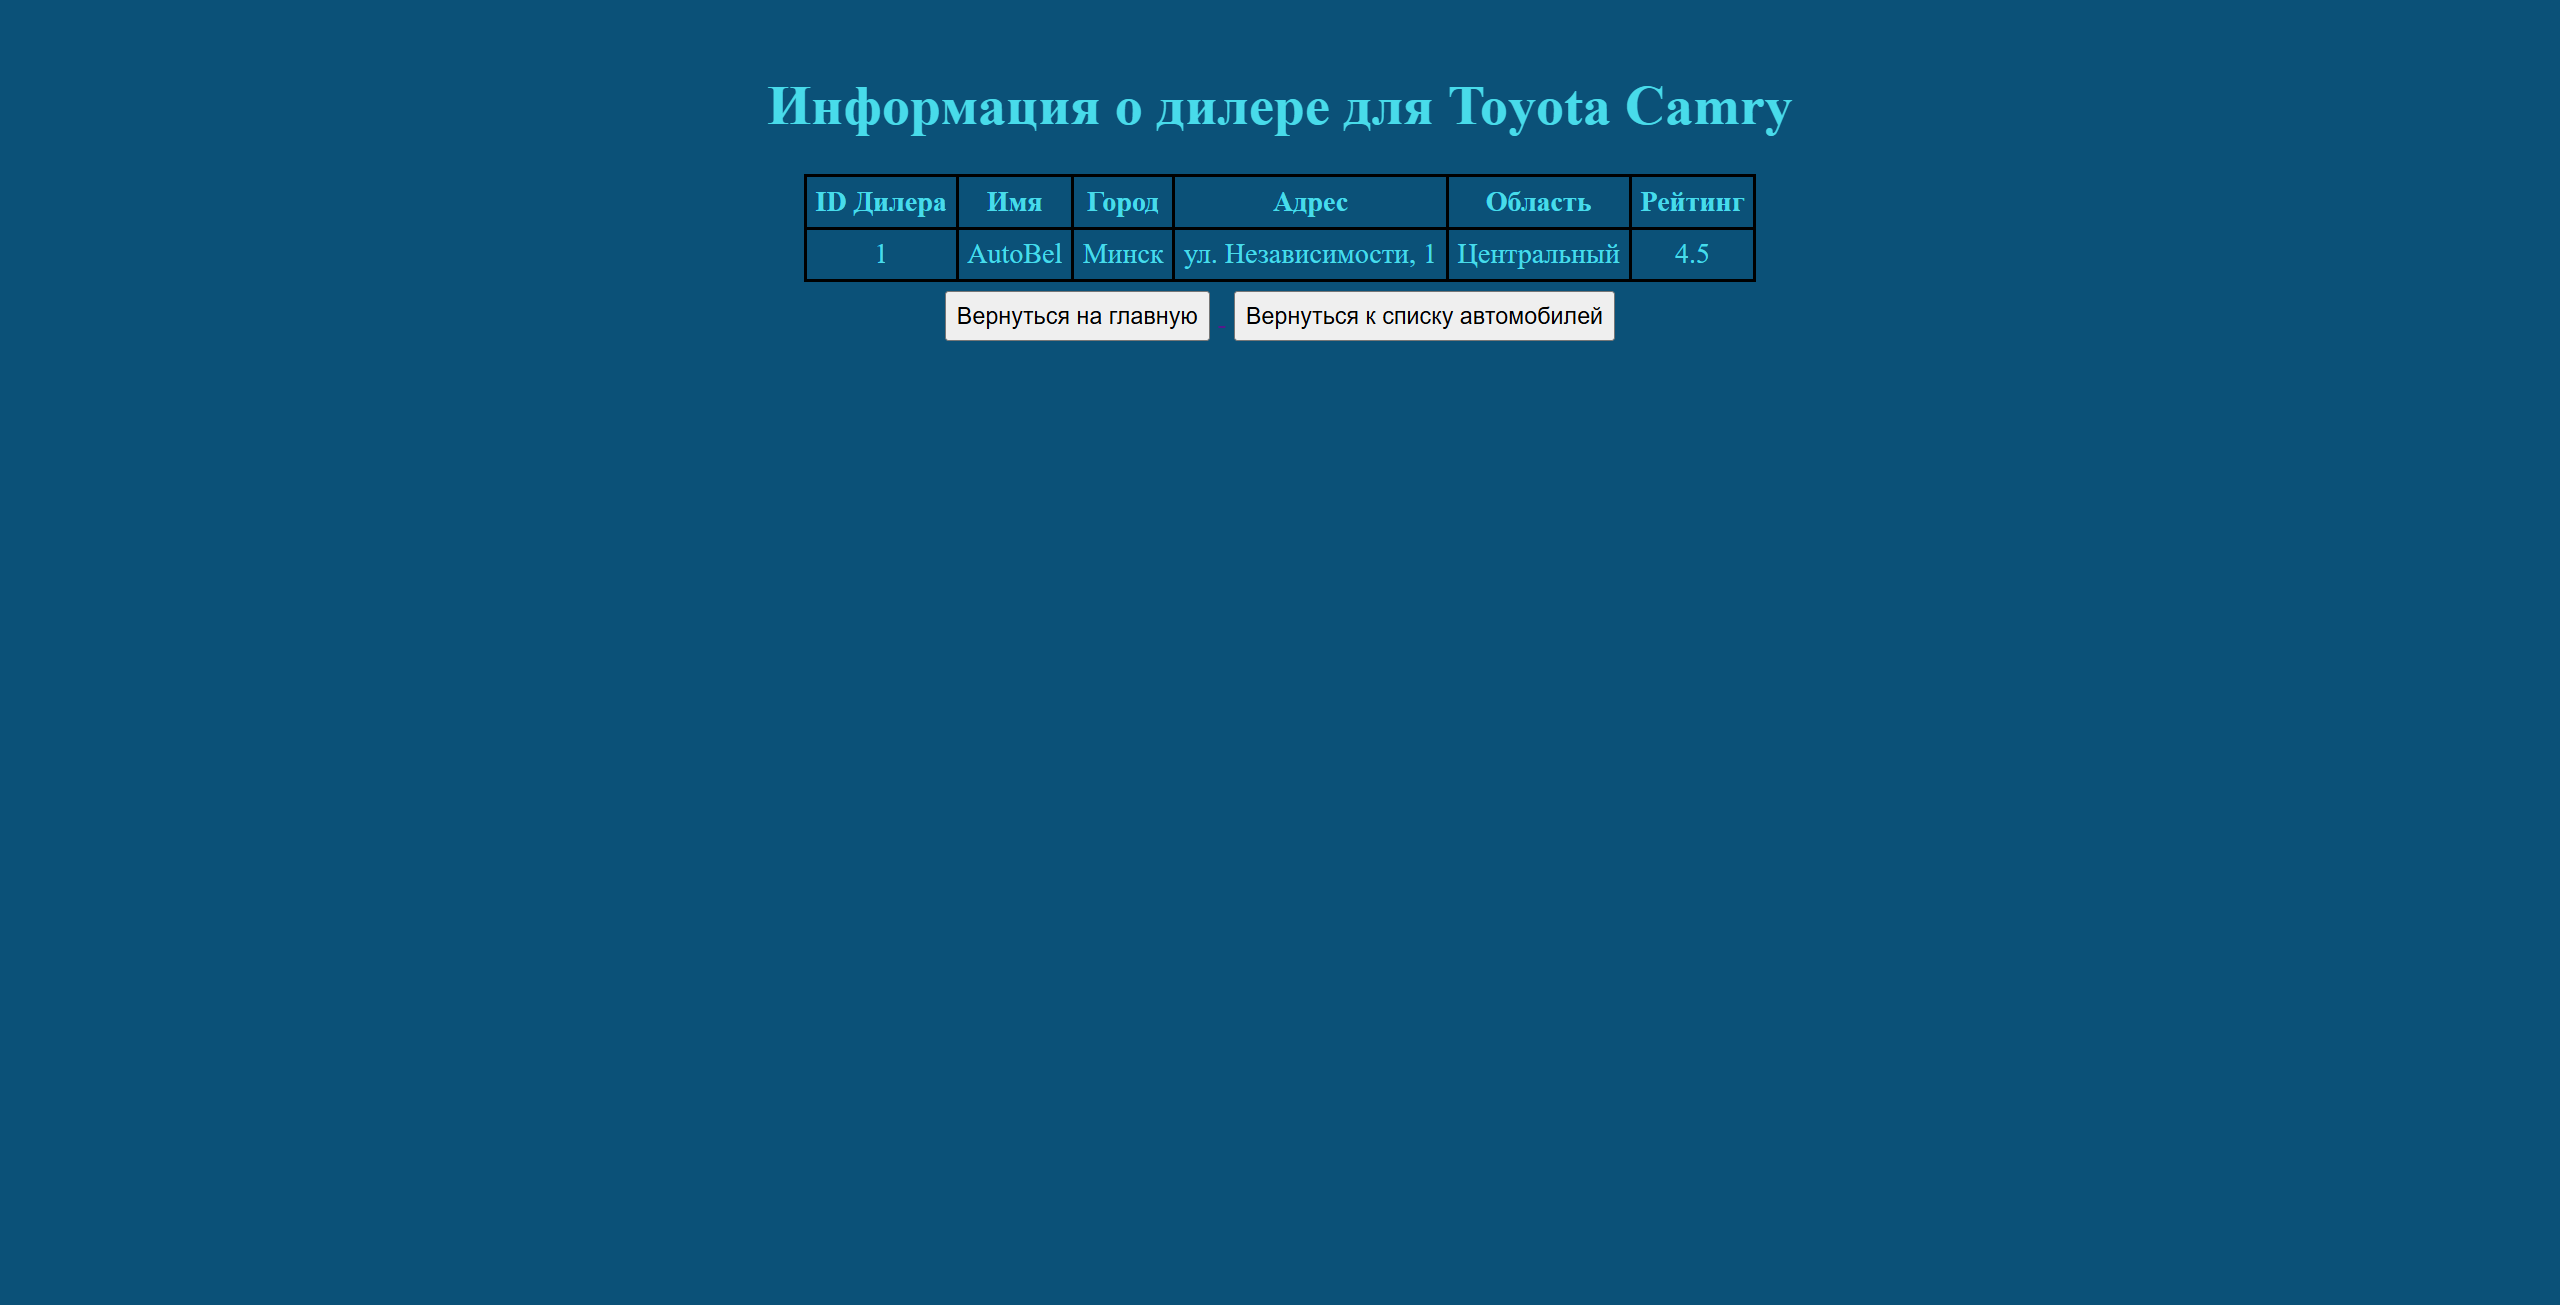 Информация о дилере для Toyota Camry
ID Дилера Имя Город Адрес Область Рейтинг
1 AutoBel Минск ул. Независимости, 1 Центральный 4.5
Вернуться на главную Вернуться к списку автомобилей